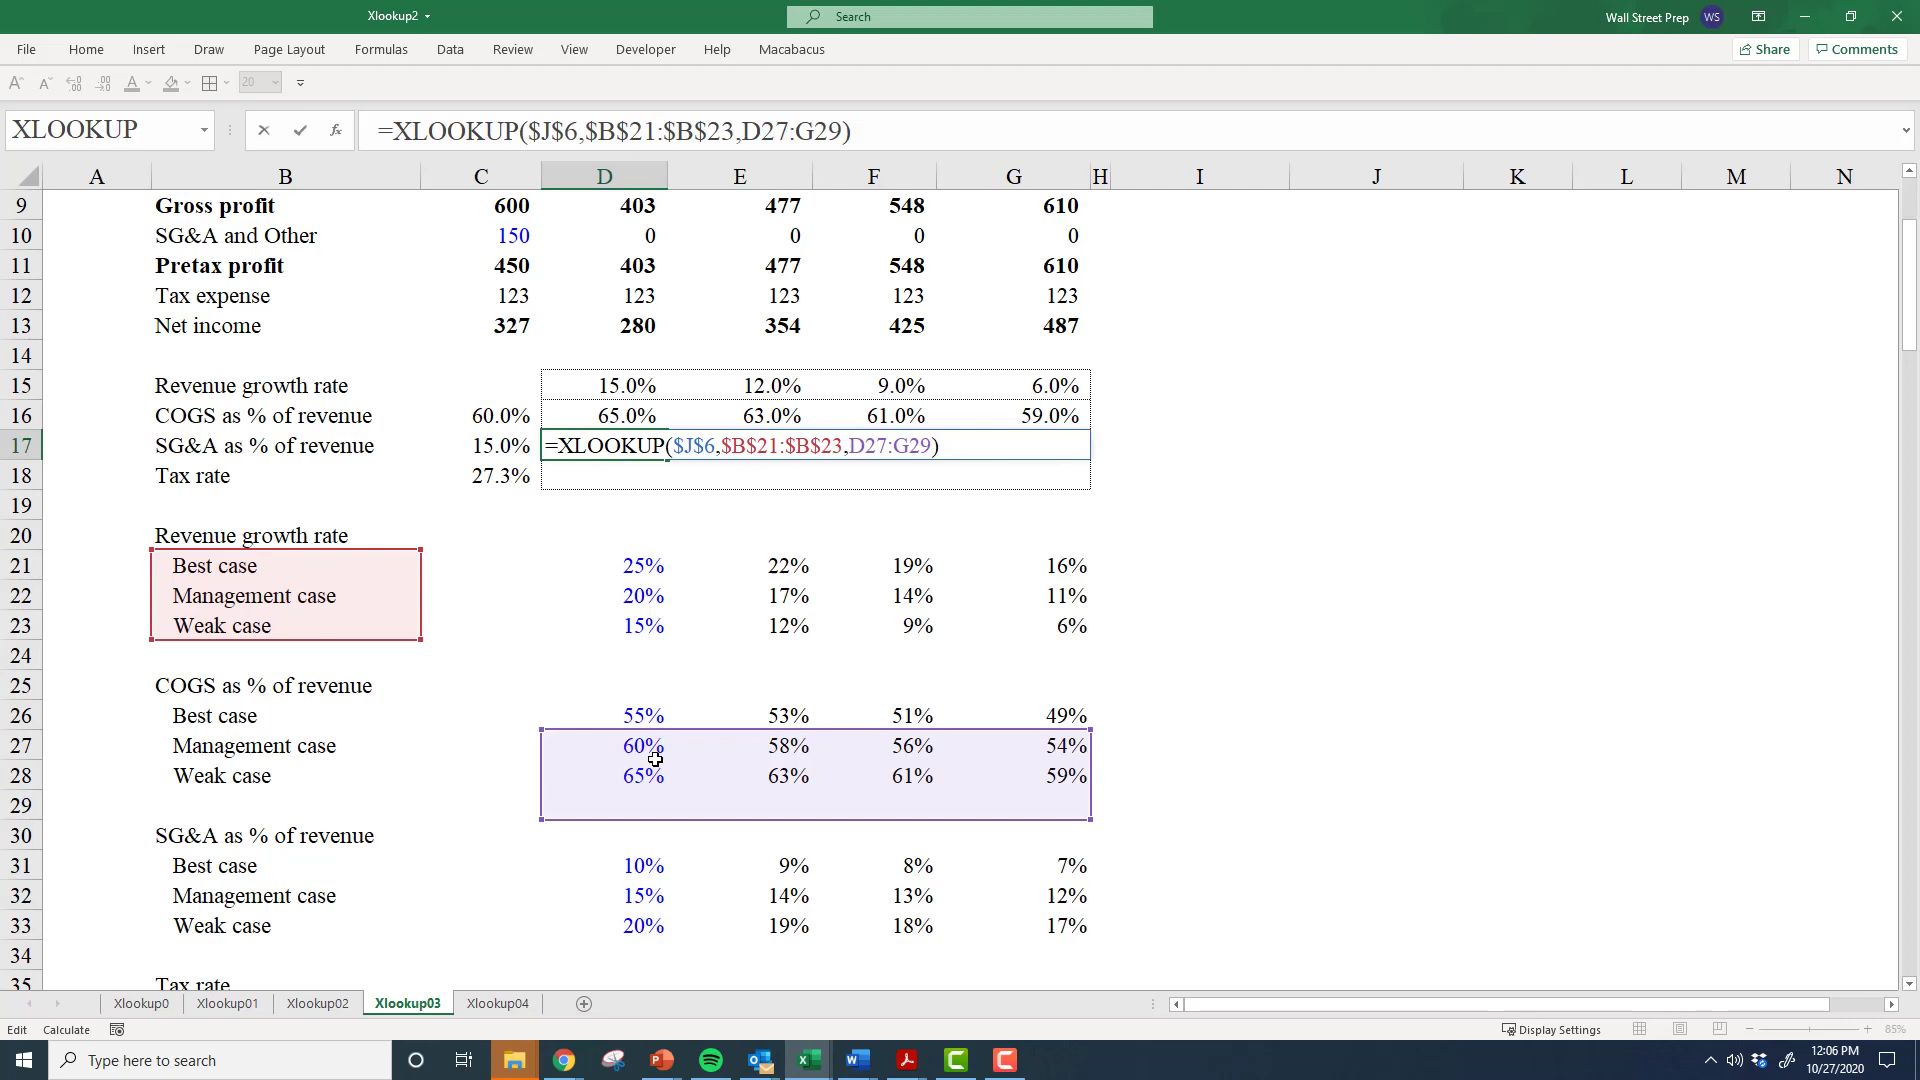 Xlookup2
Search
Wall Street Prep WS
File Home Insert Draw Page Layout Formulas Data Review View Developer Help Macabacus Share Comments
20
XLOOKUP fx =XLOOKUP($J$6,$B$21:$B$23,D27:G29)
A B C D E F G H I J K L M N
9 Gross profit 600 403 477 548 610
10 SG&A and Other 150 0 0 0 0
11 Pretax profit 450 403 477 548 610
12 Tax expense 123 123 123 123 123
13 Net income 327 280 354 425 487
14
15 Revenue growth rate 15.0% 12.0% 9.0% 6.0%
16 COGS as % of revenue 60.0% 65.0% 63.0% 61.0% 59.0%
17 SG&A as % of revenue 15.0% =XLOOKUP($J$6,$B$21:$B$23,D27:G29)
18 Tax rate 27.3%
19
20 Revenue growth rate
21 Best case 25% 22% 19% 16%
22 Management case 20% 17% 14% 11%
23 Weak case 15% 12% 9% 6%
24
25 COGS as % of revenue
26 Best case 55% 53% 51% 49%
27 Management case 60% 58% 56% 54%
28 Weak case 65% 63% 61% 59%
29
30 SG&A as % of revenue
31 Best case 10% 9% 8% 7%
32 Management case 15% 14% 13% 12%
33 Weak case 20% 19% 18% 17%
34
35 Tax rate
Xlookup0 Xlookup01 Xlookup02 Xlookup03 Xlookup04
Edit Calculate Display Settings 85%
Type here to search
12:06 PM
10/27/2020